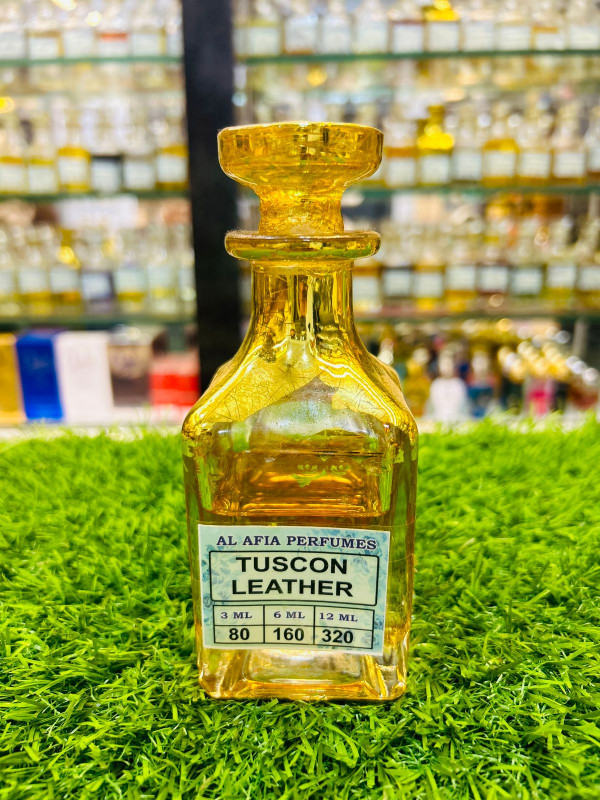 AL AFIA PERFUMES
TUSCON
LEATHER
3 ML 6 ML 12 ML
80 160 320